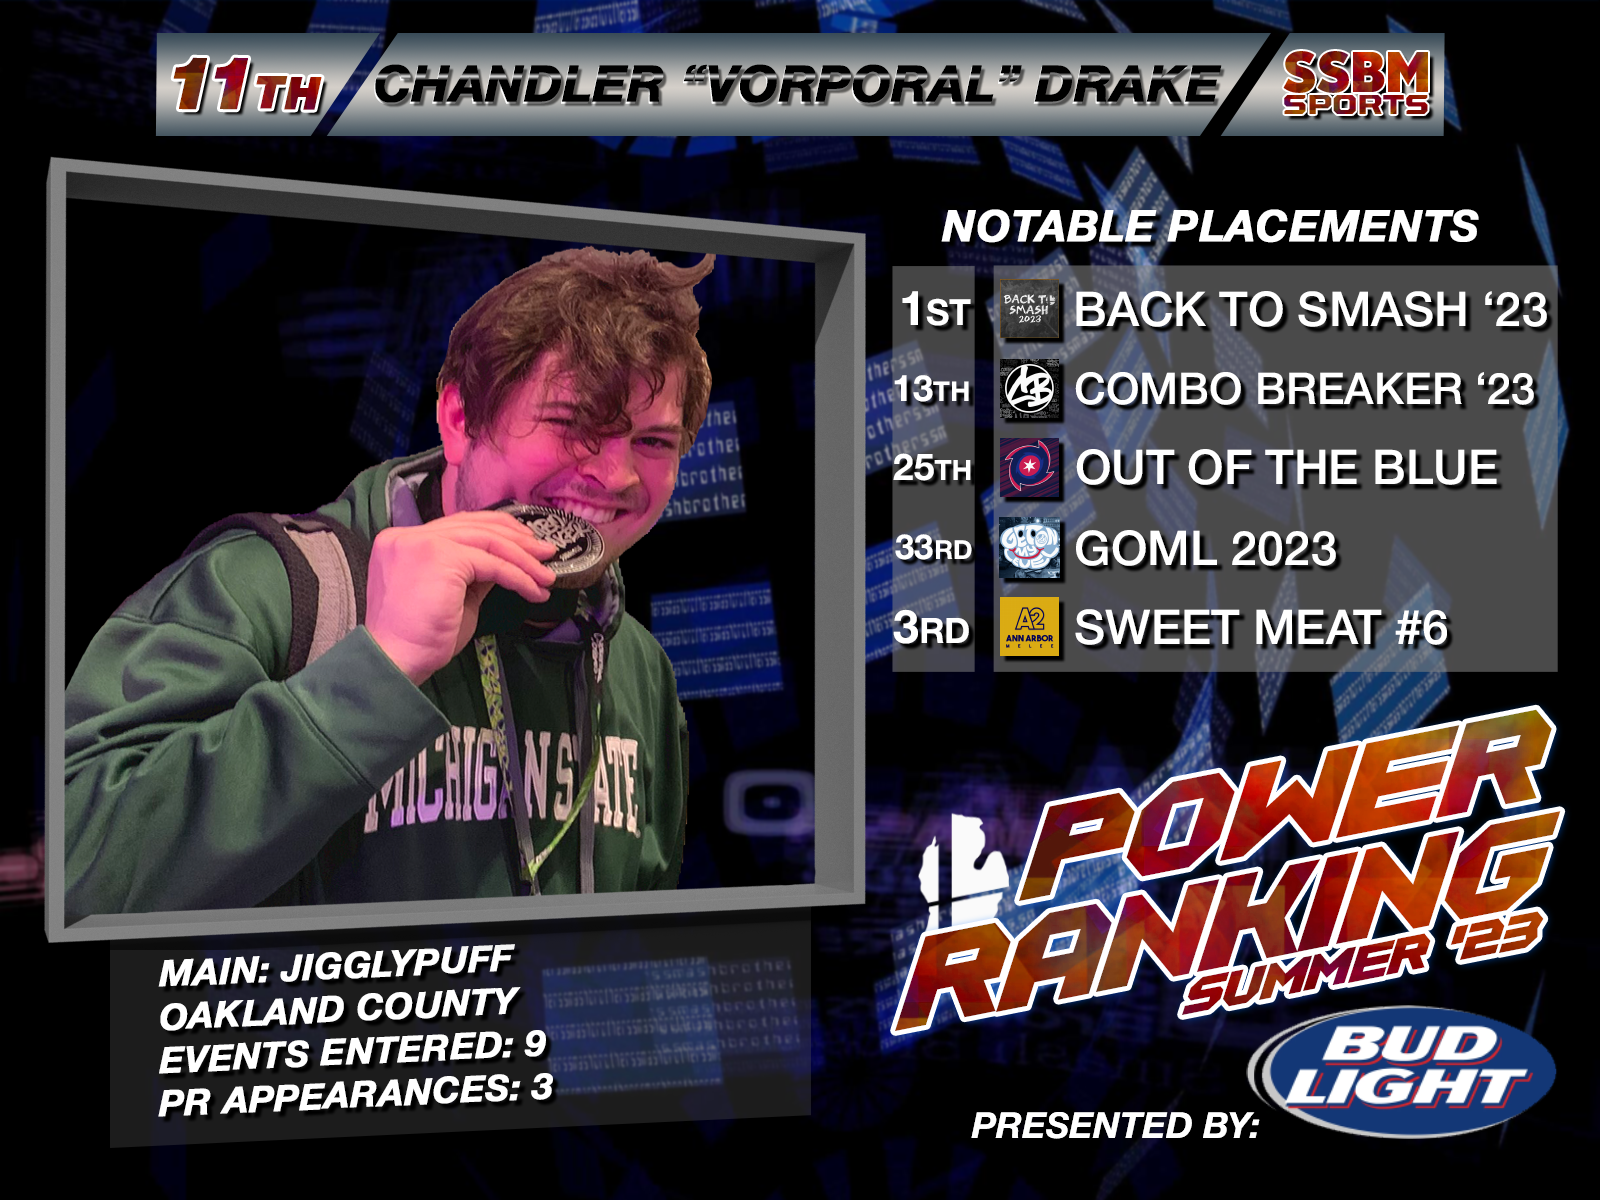 11TH
CHANDLER “VORPORAL” DRAKE
SSBM
SPORTS
NOTABLE PLACEMENTS
1ST BACK TO SMASH 2023 BACK TO SMASH ‘23
13TH COMBO BREAKER ‘23
25TH OUT OF THE BLUE
33RD GOML 2023
3RD A2 ANN ARBOR MELEE SWEET MEAT #6
MICHIGAN STATE
MAIN: JIGGLYPUFF
OAKLAND COUNTY
EVENTS ENTERED: 9
PR APPEARANCES: 3
POWER
RANKING
SUMMER '23
PRESENTED BY:
BUD
LIGHT